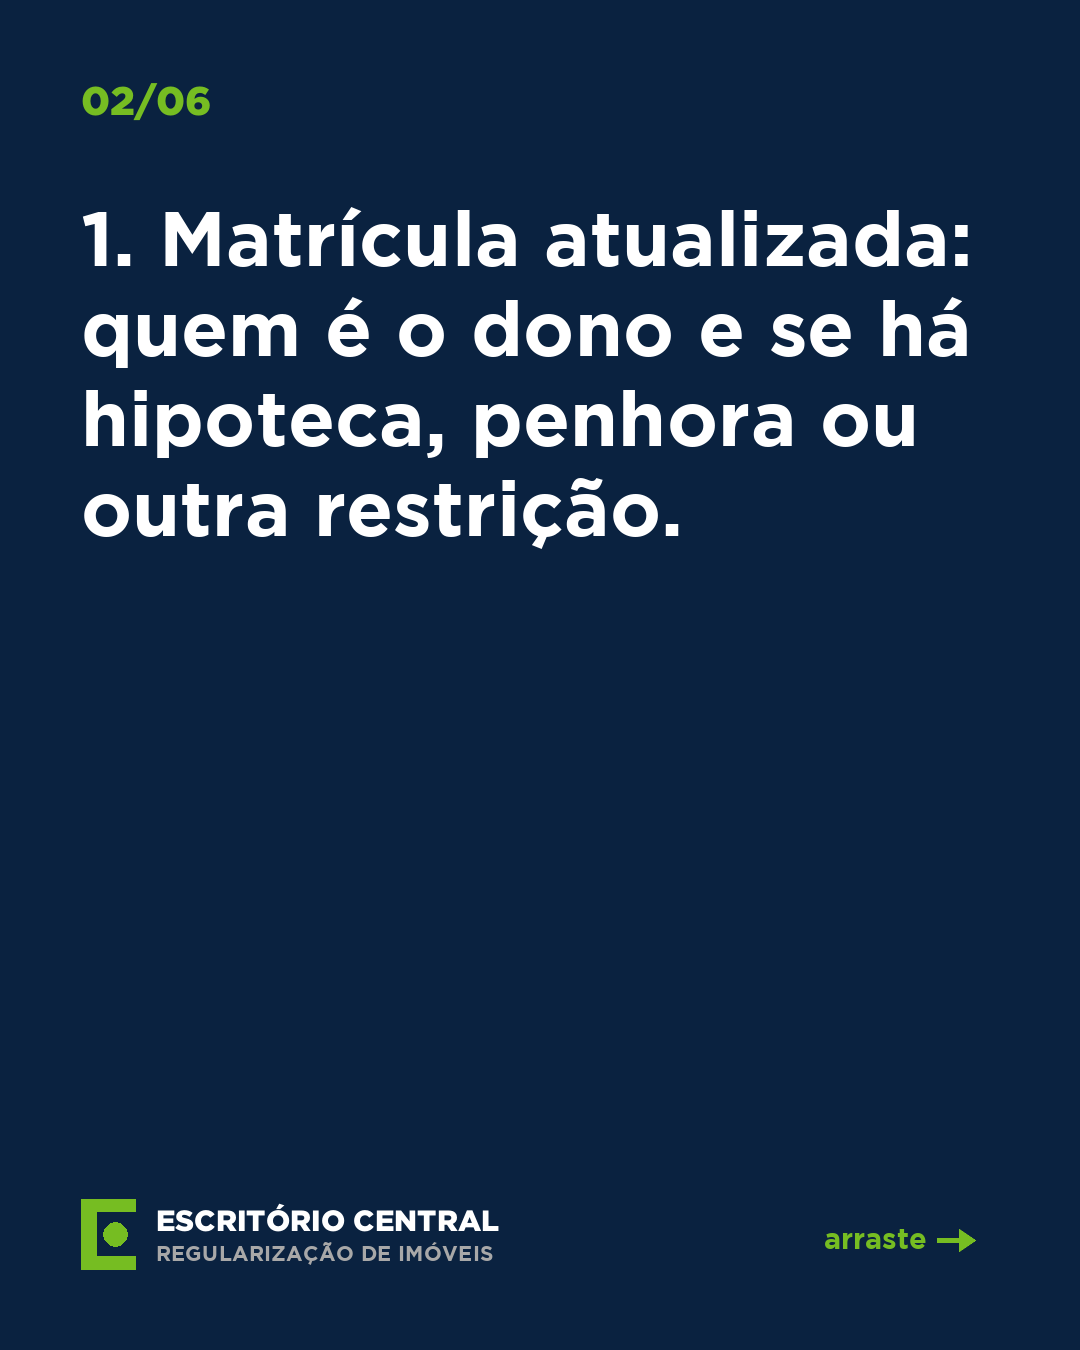 02/06
1. Matrícula atualizada:
quem é o dono e se há
hipoteca, penhora ou
outra restrição.
ESCRITÓRIO CENTRAL
REGULARIZAÇÃO DE IMÓVEIS
arraste